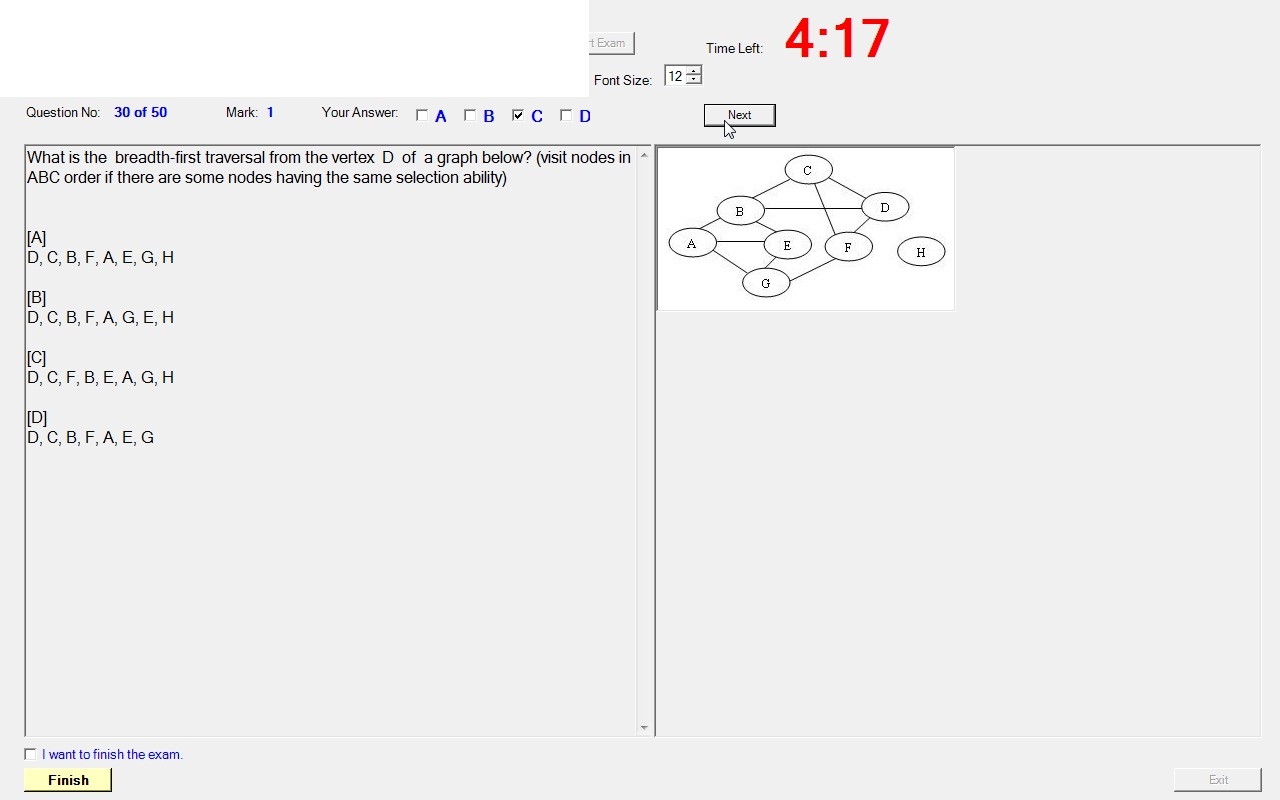 t Exam
Time Left: 4:17
Font Size: 12
Question No: 30 of 50 Mark: 1 Your Answer: A B C D Next
What is the breadth-first traversal from the vertex D of a graph below? (visit nodes in
ABC order if there are some nodes having the same selection ability)
[A]
D, C, B, F, A, E, G, H
[B]
D, C, B, F, A, G, E, H
[C]
D, C, F, B, E, A, G, H
[D]
D, C, B, F, A, E, G
C
B
D
A
E
F
H
G
I want to finish the exam.
Finish
Exit